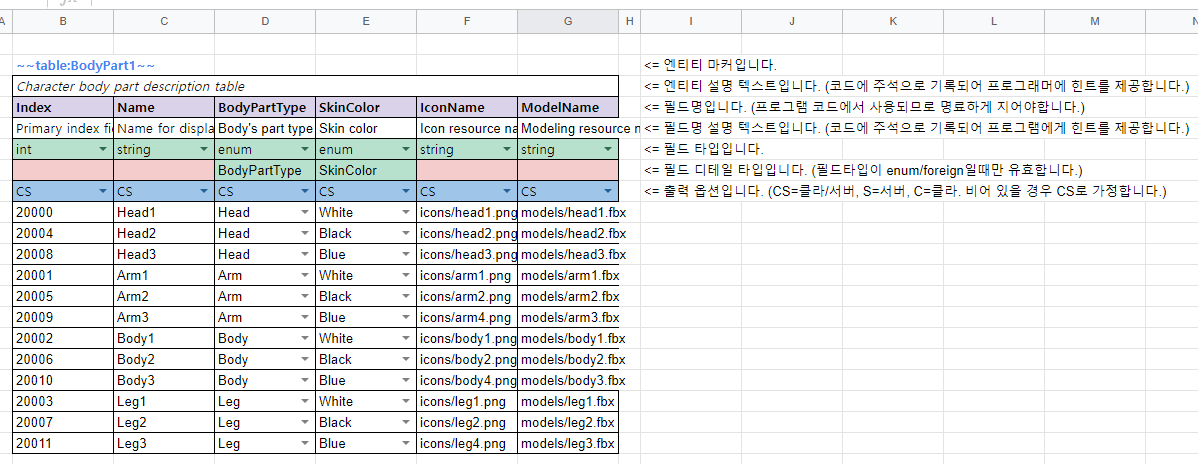 A B C D E F G H I J K L M N
~~table:BodyPart1~~ <= 엔티티 마커입니다.
Character body part description table <= 엔티티 설명 텍스트입니다. (코드에 주석으로 기록되어 프로그래머에 힌트를 제공합니다.)
Index Name BodyPartType SkinColor IconName ModelName <= 필드명입니다. (프로그램 코드에서 사용되므로 명료하게 지어야합니다.)
Primary index fi Name for displa Body's part type Skin color Icon resource na Modeling resource n <= 필드명 설명 텍스트입니다. (코드에 주석으로 기록되어 프로그램에게 힌트를 제공합니다.)
int string enum enum string string <= 필드 타입입니다.
BodyPartType SkinColor <= 필드 디테일 타입입니다. (필드타입이 enum/foreign일때만 유효합니다.)
CS CS CS CS CS CS <= 출력 옵션입니다. (CS=클라/서버, S=서버, C=클라. 비어 있을 경우 CS로 가정합니다.)
20000 Head1 Head White icons/head1.png models/head1.fbx
20004 Head2 Head Black icons/head2.png models/head2.fbx
20008 Head3 Head Blue icons/head3.png models/head3.fbx
20001 Arm1 Arm White icons/arm1.png models/arm1.fbx
20005 Arm2 Arm Black icons/arm2.png models/arm2.fbx
20009 Arm3 Arm Blue icons/arm4.png models/arm3.fbx
20002 Body1 Body White icons/body1.png models/body1.fbx
20006 Body2 Body Black icons/body2.png models/body2.fbx
20010 Body3 Body Blue icons/body4.png models/body3.fbx
20003 Leg1 Leg White icons/leg1.png models/leg1.fbx
20007 Leg2 Leg Black icons/leg2.png models/leg2.fbx
20011 Leg3 Leg Blue icons/leg4.png models/leg3.fbx